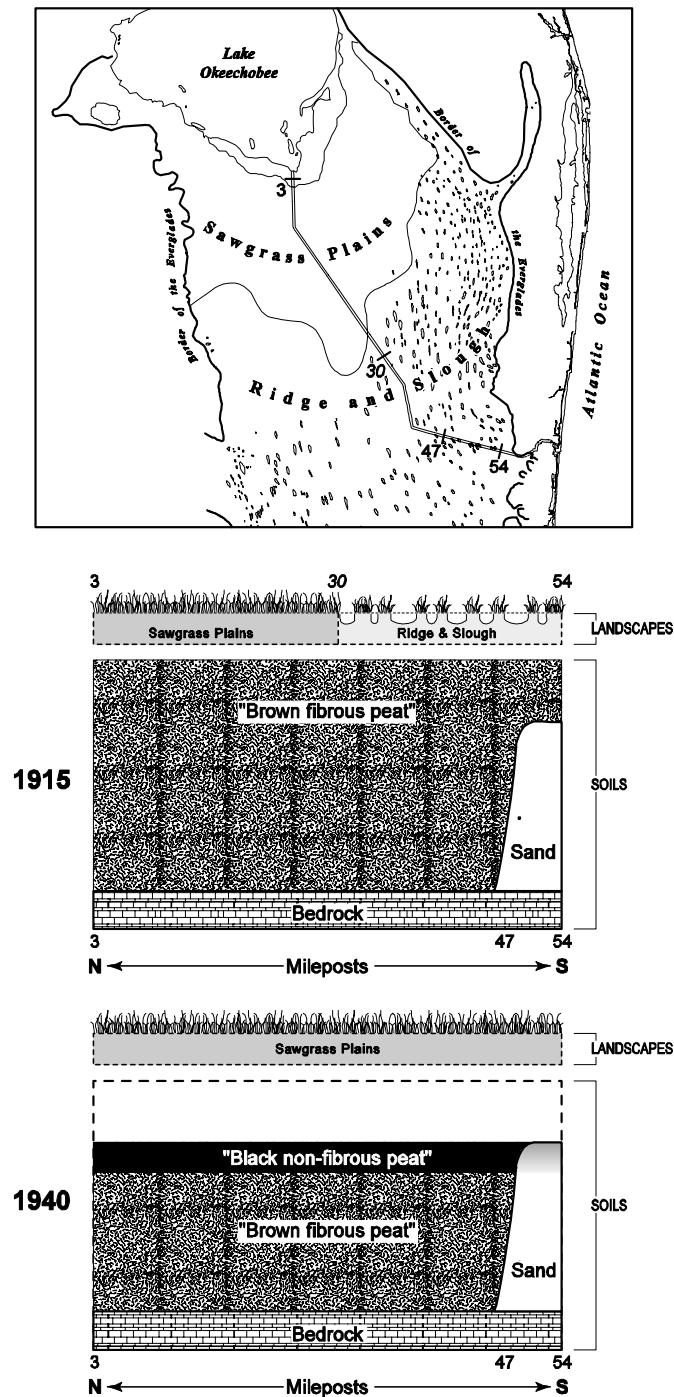 Lake
Okeechobee
Border of
the Everglades
3
Sawgrass Plains
Border of the Everglades
Atlantic Ocean
30
Ridge and Slough
47
54
3
30
54
Sawgrass Plains
Ridge & Slough
LANDSCAPES
"Brown fibrous peat"
1915
SOILS
Sand
Bedrock
3
47
54
N
Mileposts
S
Sawgrass Plains
LANDSCAPES
"Black non-fibrous peat"
1940
SOILS
"Brown fibrous peat"
Sand
Bedrock
3
47
54
N
Mileposts
S